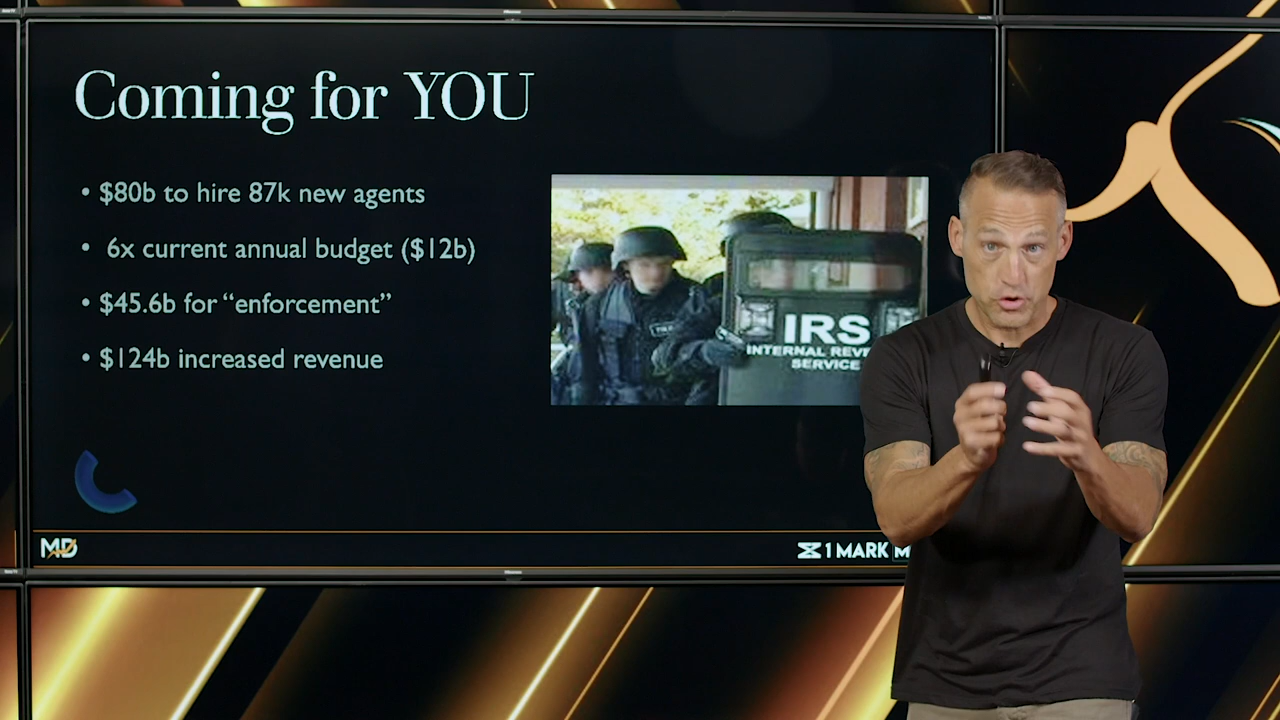 Coming for YOU
• $80b to hire 87k new agents
• 6x current annual budget ($12b)
• $45.6b for “enforcement”
• $124b increased revenue
IRS
INTERNAL REV
SERVICE
MD
1 MARK M